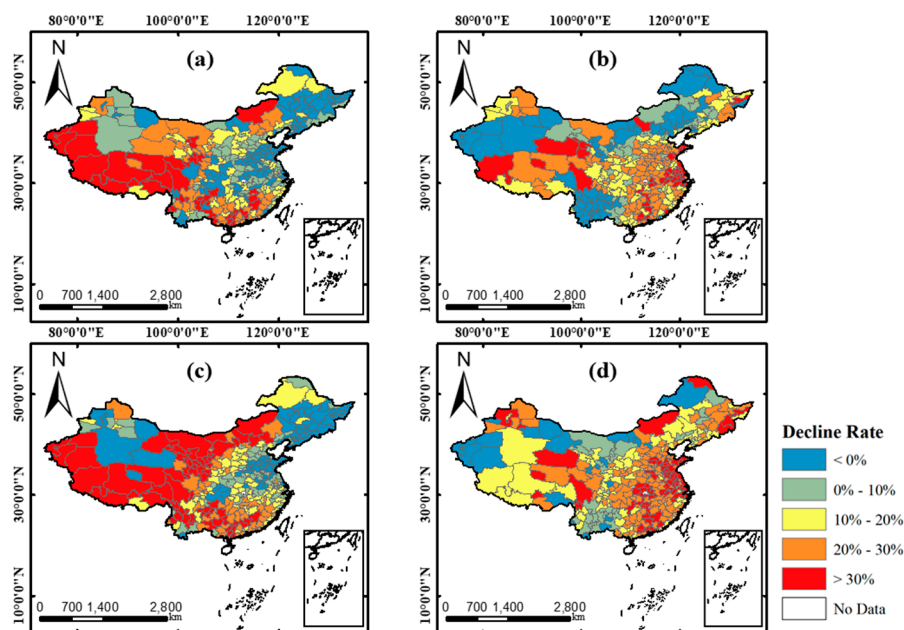 80°0'0"E 100°0'0"E 120°0'0"E
80°0'0"E 100°0'0"E 120°0'0"E
N
(a)
50°0'0"N
30°0'0"N
10°0'0"N
0 700 1,400 2,800
km
N
(b)
50°0'0"N
30°0'0"N
10°0'0"N
0 700 1,400 2,800
km
80°0'0"E 100°0'0"E 120°0'0"E
80°0'0"E 100°0'0"E 120°0'0"E
N
(c)
50°0'0"N
30°0'0"N
10°0'0"N
0 700 1,400 2,800
km
N
(d)
50°0'0"N
30°0'0"N
10°0'0"N
0 700 1,400 2,800
km
Decline Rate
< 0%
0% - 10%
10% - 20%
20% - 30%
> 30%
No Data